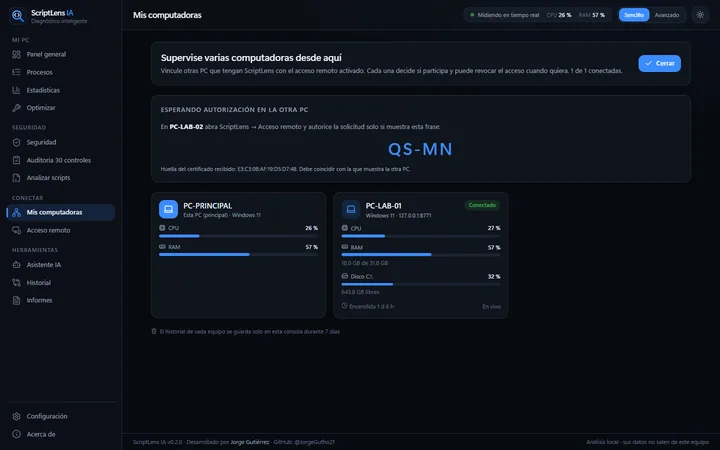 ScriptLens IA
Diagnóstico inteligente
MI PC
Panel general
Procesos
Estadísticas
Optimizar
SEGURIDAD
Seguridad
Auditoría 30 controles
Analizar scripts
CONECTAR
Mis computadoras
Acceso remoto
HERRAMIENTAS
Asistente IA
Historial
Informes
Configuración
Acerca de
Mis computadoras
Midiendo en tiempo real CPU 26 % RAM 57 %
Sencillo Avanzado
Supervise varias computadoras desde aquí
Vincule otras PC que tengan ScriptLens con el acceso remoto activado. Cada una decide si participa y puede revocar el acceso cuando quiera. 1 de 1 conectadas.
Cerrar
ESPERANDO AUTORIZACIÓN EN LA OTRA PC
En PC-LAB-02 abra ScriptLens → Acceso remoto y autorice la solicitud solo si muestra esta frase:
QS-MN
Huella del certificado recibido: E3:C3:0B:AF:19:D5:D7:48. Debe coincidir con la que muestra la otra PC.
PC-PRINCIPAL
Esta PC (principal) · Windows 11
CPU 26 %
RAM 57 %
PC-LAB-01 Conectado
Windows 11 · 127.0.0.1:8771
CPU 27 %
RAM 57 %
18.0 GB de 31.8 GB
Disco C:\ 32 %
643.8 GB libres
Encendida 1 d 6 h En vivo
El historial de cada equipo se guarda solo en esta consola durante 7 días
ScriptLens IA v0.2.0 · Desarrollado por Jorge Gutiérrez · GitHub: @JorgeGutho21
Análisis local · sus datos no salen de este equipo